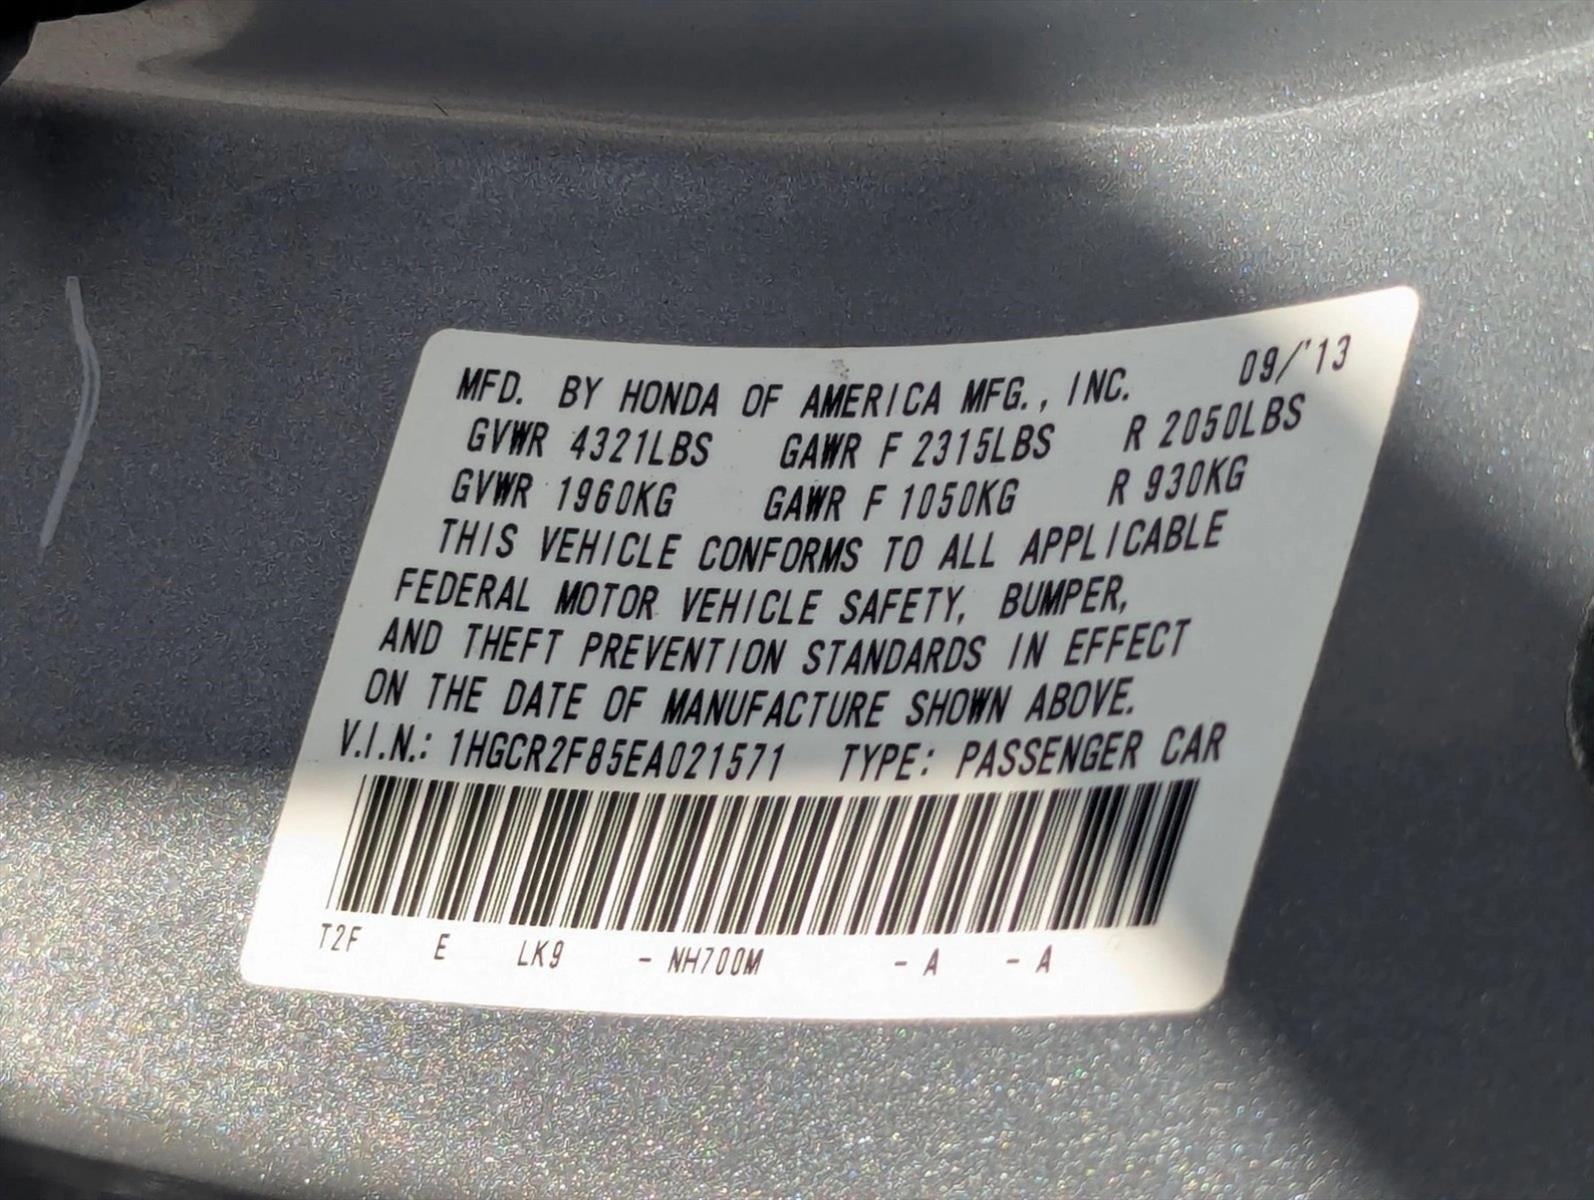 MFD. BY HONDA OF AMERICA MFG., INC. 09/'13
GVWR 4321LBS GAWR F 2315LBS R 2050LBS
GVWR 1960KG GAWR F 1050KG R 930KG
THIS VEHICLE CONFORMS TO ALL APPLICABLE
FEDERAL MOTOR VEHICLE SAFETY, BUMPER,
AND THEFT PREVENTION STANDARDS IN EFFECT
ON THE DATE OF MANUFACTURE SHOWN ABOVE.
V.I.N.: 1HGCR2F85EA021571 TYPE: PASSENGER CAR
T2F E LK9 - NH700M - A - A